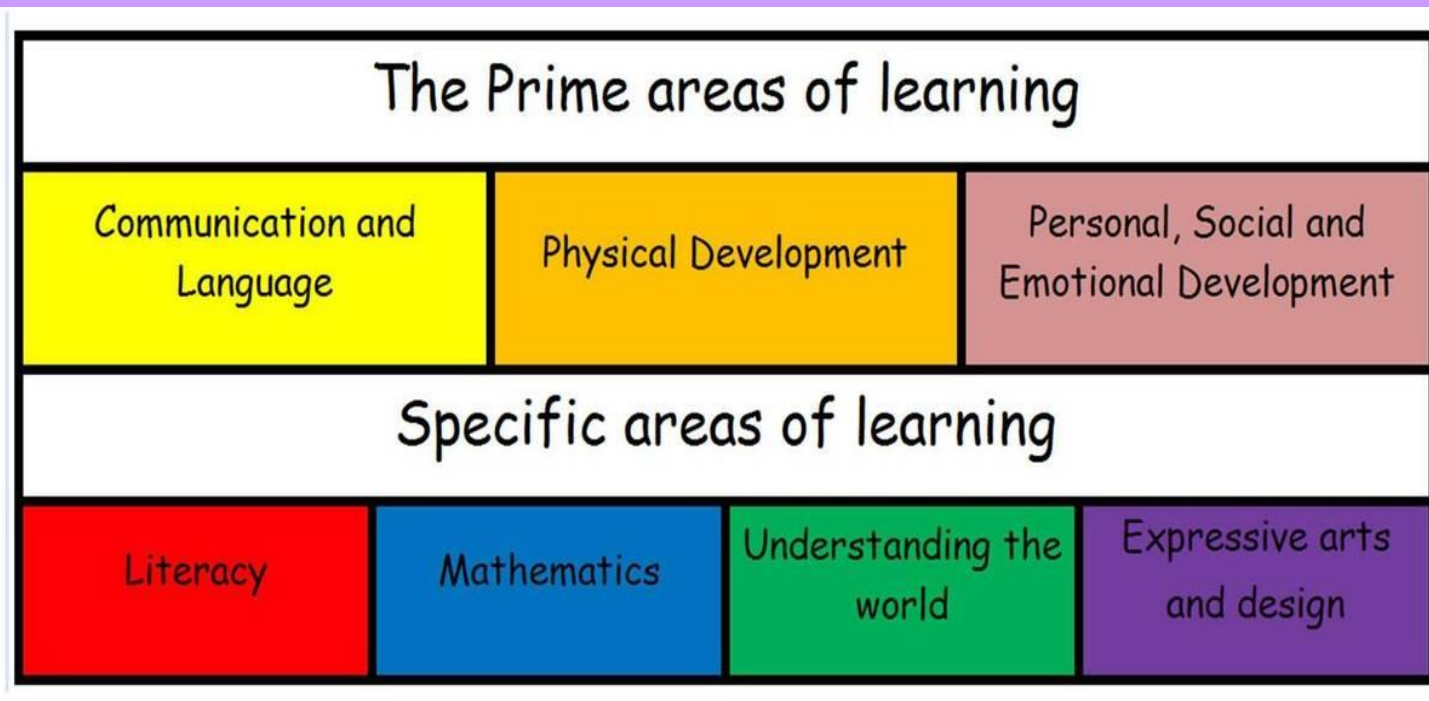 The Prime areas of learning
Communication and
Language
Physical Development
Personal, Social and
Emotional Development
Specific areas of learning
Literacy
Mathematics
Understanding the
world
Expressive arts
and design